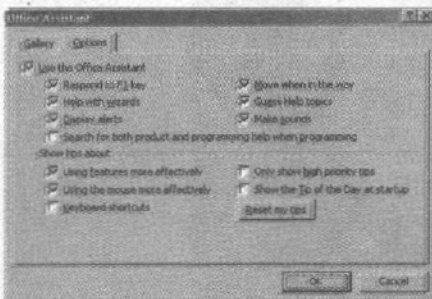 Office Assistant
Gallery Options
Use the Office Assistant
Respond to F1 key
Move when in the way
Help with wizards
Guess Help topics
Display alerts
Make sounds
Search for both product and programming help when programming
Show tips about
Using features more effectively
Only show high priority tips
Using the mouse more effectively
Show the Tip of the Day at startup
Keyboard shortcuts
Reset my tips
OK
Cancel